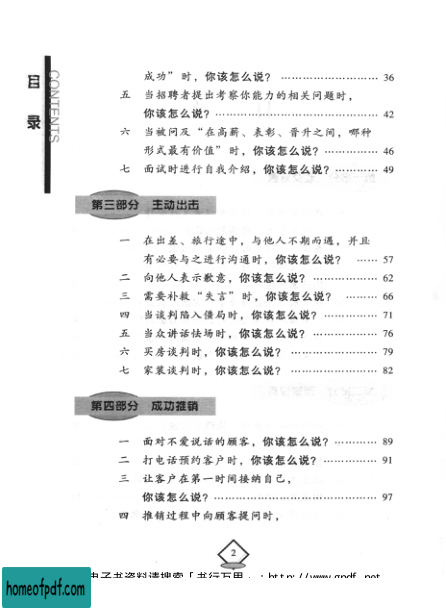 目录
CONTENTS
成功”时，你该怎么说？ ………………………… 36
五 当招聘者提出考察你能力的相关问题时，
你该怎么说？………………………………………… 42
六 当被问及“在高薪、表彰、晋升之间，哪种
形式最有价值”时，你该怎么说？…………… 46
七 面试时进行自我介绍，你该怎么说？………… 49
第三部分 主动出击
一 在出差、旅行途中，与他人不期而遇，并且
有必要与之进行沟通时，你该怎么说？ …… 57
二 向他人表示歉意，你该怎么说？ ……………… 62
三 需要补救“失言”时，你该怎么说？ ……… 66
四 当谈判陷入僵局时，你该怎么说？ …………… 71
五 当众讲话怯场时，你该怎么说？ ……………… 76
六 买房谈判时，你该怎么说？ …………………… 79
七 家装谈判时，你该怎么说？ …………………… 82
第四部分 成功推销
一 面对不爱说话的顾客，你该怎么说？ ………… 89
二 打电话预约客户时，你该怎么说？ …………… 91
三 让客户在第一时间接纳自己，
你该怎么说？………………………………………… 97
四 推销过程中向顾客提问时，
2
电子书资料请搜索「书行万里」：http://www.gpdf.net
homeofpdf.com